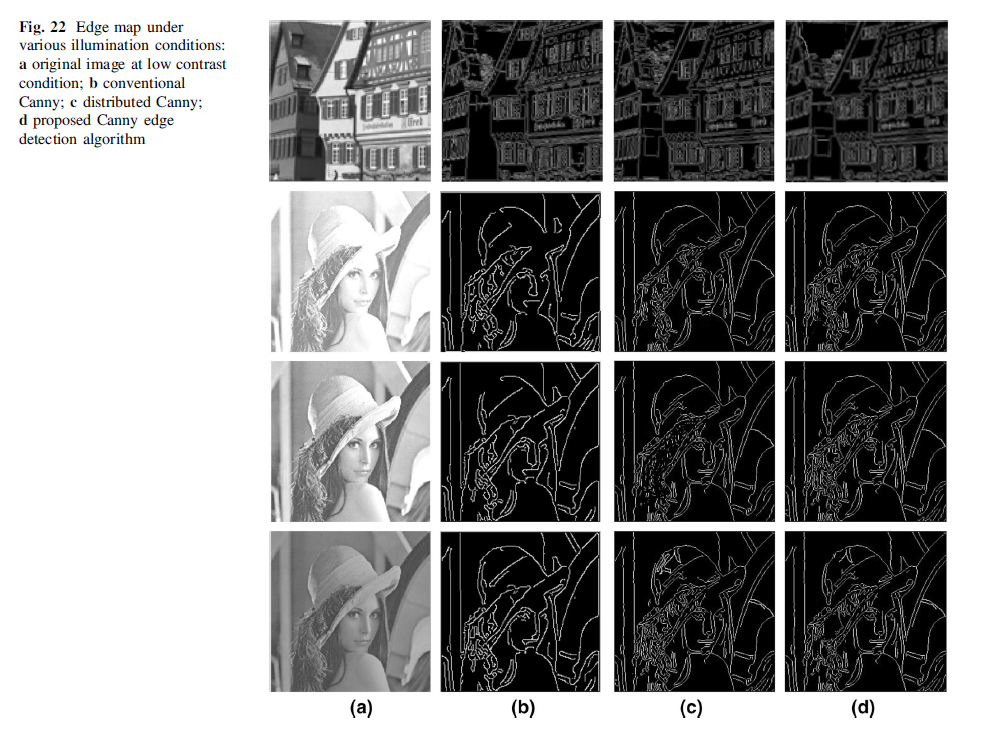 Fig. 22 Edge map under
various illumination conditions:
a original image at low contrast
condition; b conventional
Canny; c distributed Canny;
d proposed Canny edge
detection algorithm
(a) (b) (c) (d)